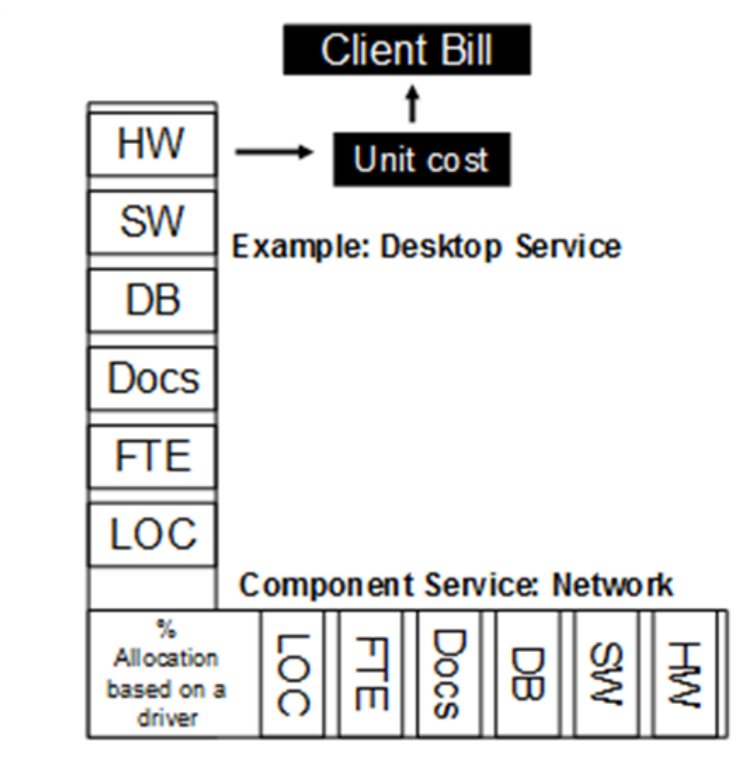 Client Bill
HW
Unit cost
SW
Example: Desktop Service
DB
Docs
FTE
LOC
Component Service: Network
%
Allocation
based on a
driver
LOC
FTE
Docs
DB
SW
HW